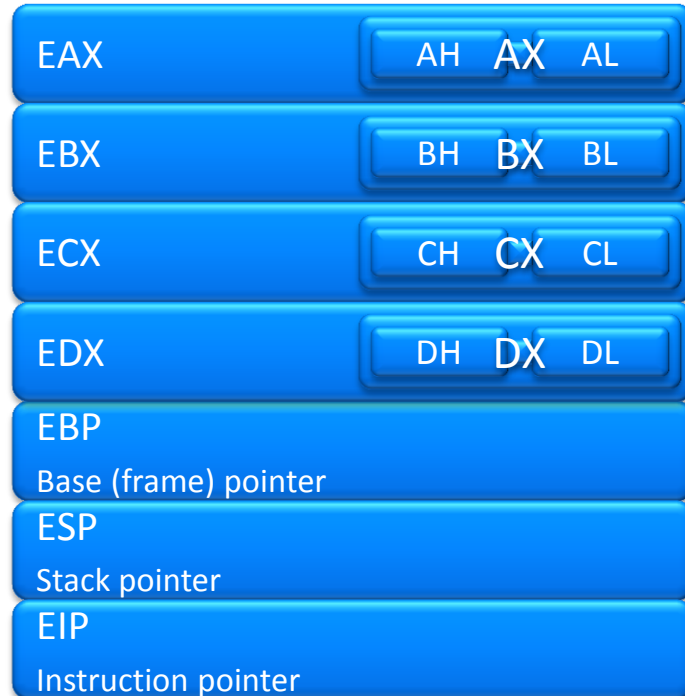 EAX AH AX AL
EBX BH BX BL
ECX CH CX CL
EDX DH DX DL
EBP
Base (frame) pointer
ESP
Stack pointer
EIP
Instruction pointer